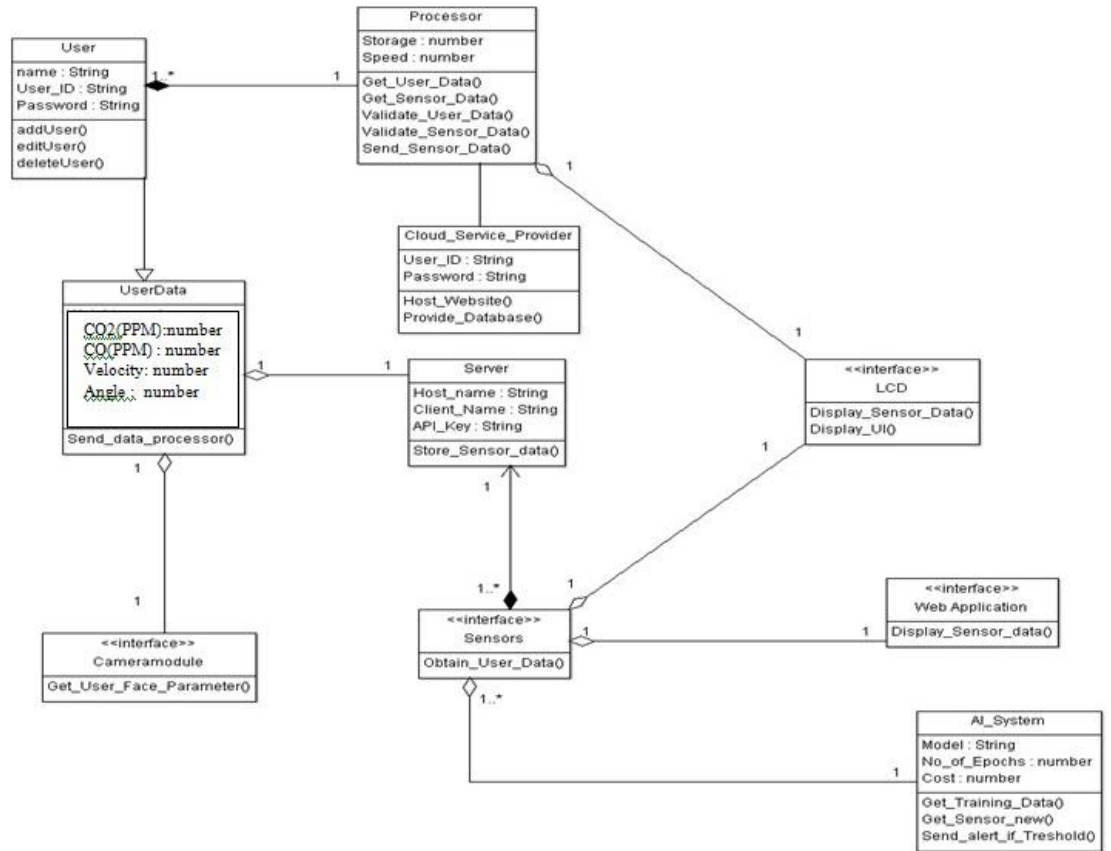 Processor
Storage : number
Speed : number
Get_User_Data()
Get_Sensor_Data()
Validate_User_Data()
Validate_Sensor_Data()
Send_Sensor_Data()
User
name : String
User_ID : String
Password : String
addUser()
editUser()
deleteUser()
1..*
1
1
Cloud_Service_Provider
User_ID : String
Password : String
Host_Website()
Provide_Database()
UserData
CO2(PPM):number
CO(PPM) : number
Velocity: number
Angle : number
Send_data_processor()
1
1
Server
Host_name : String
Client_Name : String
API_Key : String
Store_Sensor_data()
1
<<interface>>
LCD
Display_Sensor_Data()
Display_UI()
1
1
1
1..*
1
<<interface>>
Sensors
Obtain_User_Data()
1
1
<<interface>>
Web Application
Display_Sensor_data()
1
<<interface>>
Cameramodule
Get_User_Face_Parameter()
1..*
1
AI_System
Model : String
No_of_Epochs : number
Cost : number
Get_Training_Data()
Get_Sensor_new()
Send_alert_if_Treshold()